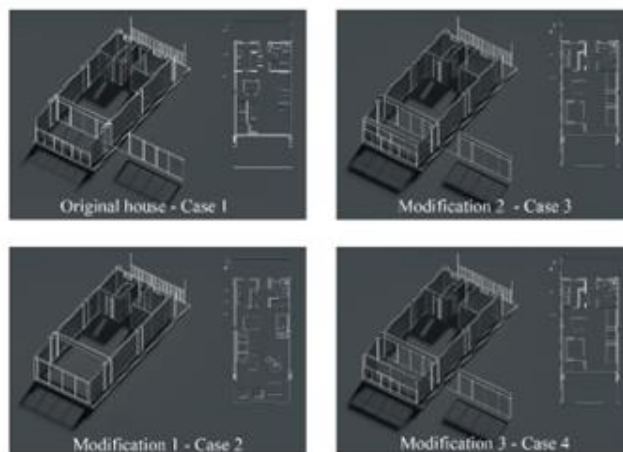 Original house - Case 1
Modification 2 - Case 3
Modification 1 - Case 2
Modification 3 - Case 4